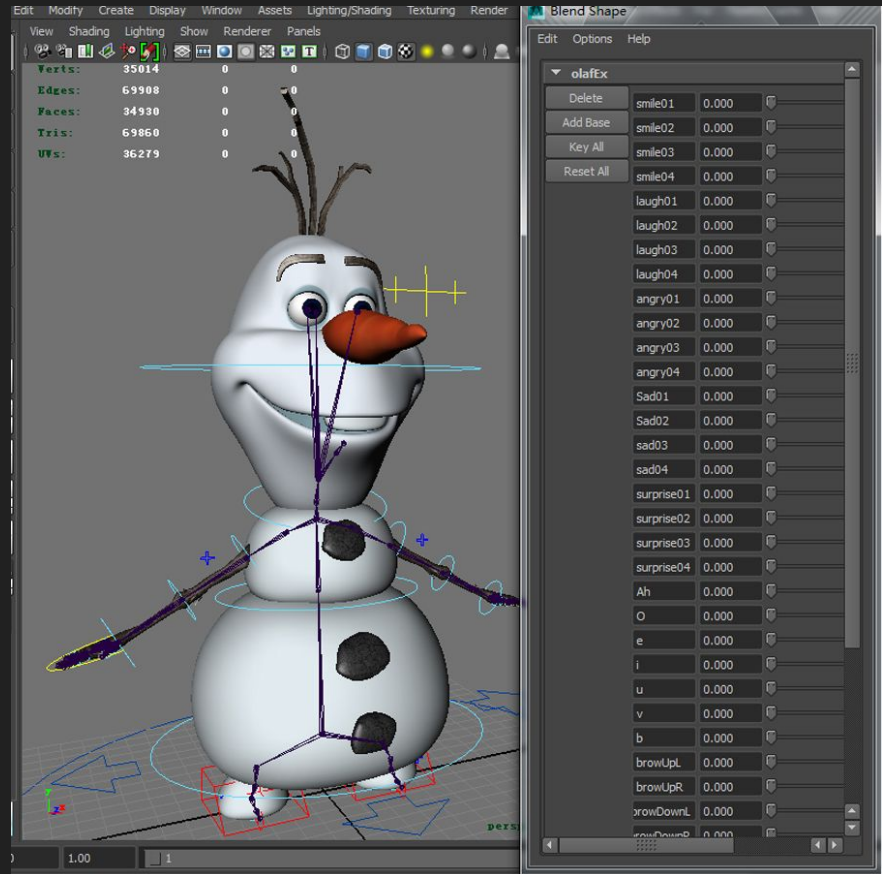 Edit Modify Create Display Window Assets Lighting/Shading Texturing Render
View Shading Lighting Show Renderer Panels
Verts: 35014 0 0
Edges: 69908 0 0
Faces: 34930 0 0
Tris: 69860 0 0
UVs: 36279 0 0
persp
1.00 1
Blend Shape
Edit Options Help
olafEx
Delete
Add Base
Key All
Reset All
smile01 0.000
smile02 0.000
smile03 0.000
smile04 0.000
laugh01 0.000
laugh02 0.000
laugh03 0.000
laugh04 0.000
angry01 0.000
angry02 0.000
angry03 0.000
angry04 0.000
Sad01 0.000
Sad02 0.000
sad03 0.000
sad04 0.000
surprise01 0.000
surprise02 0.000
surprise03 0.000
surprise04 0.000
Ah 0.000
O 0.000
e 0.000
i 0.000
u 0.000
v 0.000
b 0.000
browUpL 0.000
browUpR 0.000
browDownL 0.000
browDownR 0.000